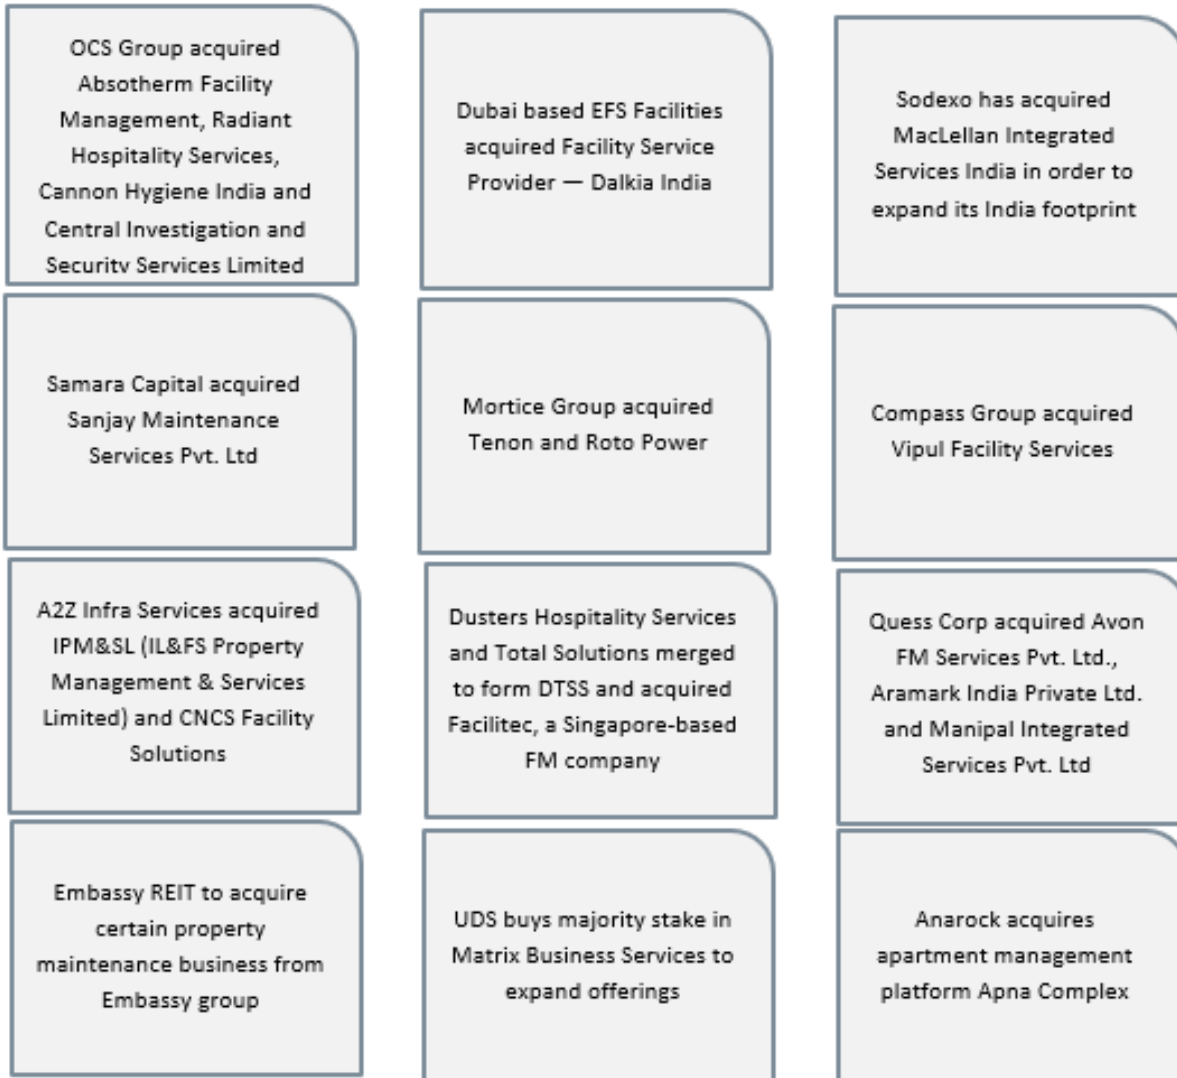 OCS Group acquired
Absotherm Facility
Management, Radiant
Hospitality Services,
Cannon Hygiene India and
Central Investigation and
Security Services Limited
Dubai based EFS Facilities
acquired Facility Service
Provider — Dalkia India
Sodexo has acquired
MacLellan Integrated
Services India in order to
expand its India footprint
Samara Capital acquired
Sanjay Maintenance
Services Pvt. Ltd
Mortice Group acquired
Tenon and Roto Power
Compass Group acquired
Vipul Facility Services
A2Z Infra Services acquired
IPM&SL (IL&FS Property
Management & Services
Limited) and CNCS Facility
Solutions
Dusters Hospitality Services
and Total Solutions merged
to form DTSS and acquired
Facilitec, a Singapore-based
FM company
Quess Corp acquired Avon
FM Services Pvt. Ltd.,
Aramark India Private Ltd.
and Manipal Integrated
Services Pvt. Ltd
Embassy REIT to acquire
certain property
maintenance business from
Embassy group
UDS buys majority stake in
Matrix Business Services to
expand offerings
Anarock acquires
apartment management
platform Apna Complex